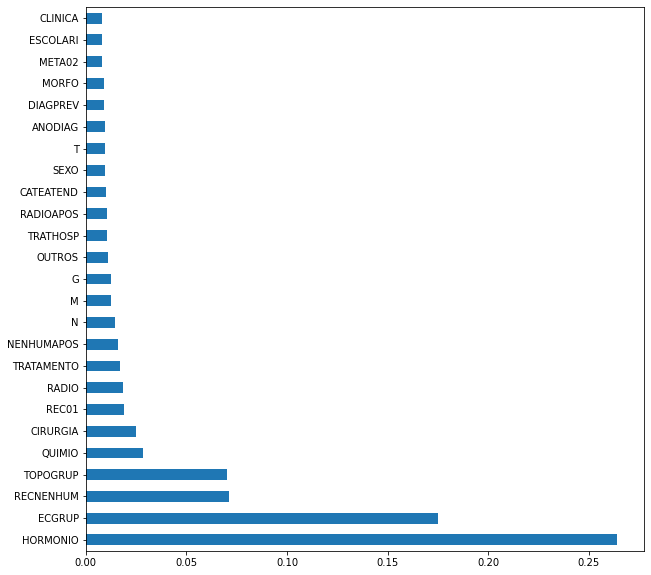 CLINICA
ESCOLARI
META02
MORFO
DIAGPREV
ANODIAG
T
SEXO
CATEATEND
RADIOAPOS
TRATHOSP
OUTROS
G
M
N
NENHUMAPOS
TRATAMENTO
RADIO
REC01
CIRURGIA
QUIMIO
TOPOGRUP
RECNENHUM
ECGRUP
HORMONIO
0.00 0.05 0.10 0.15 0.20 0.25